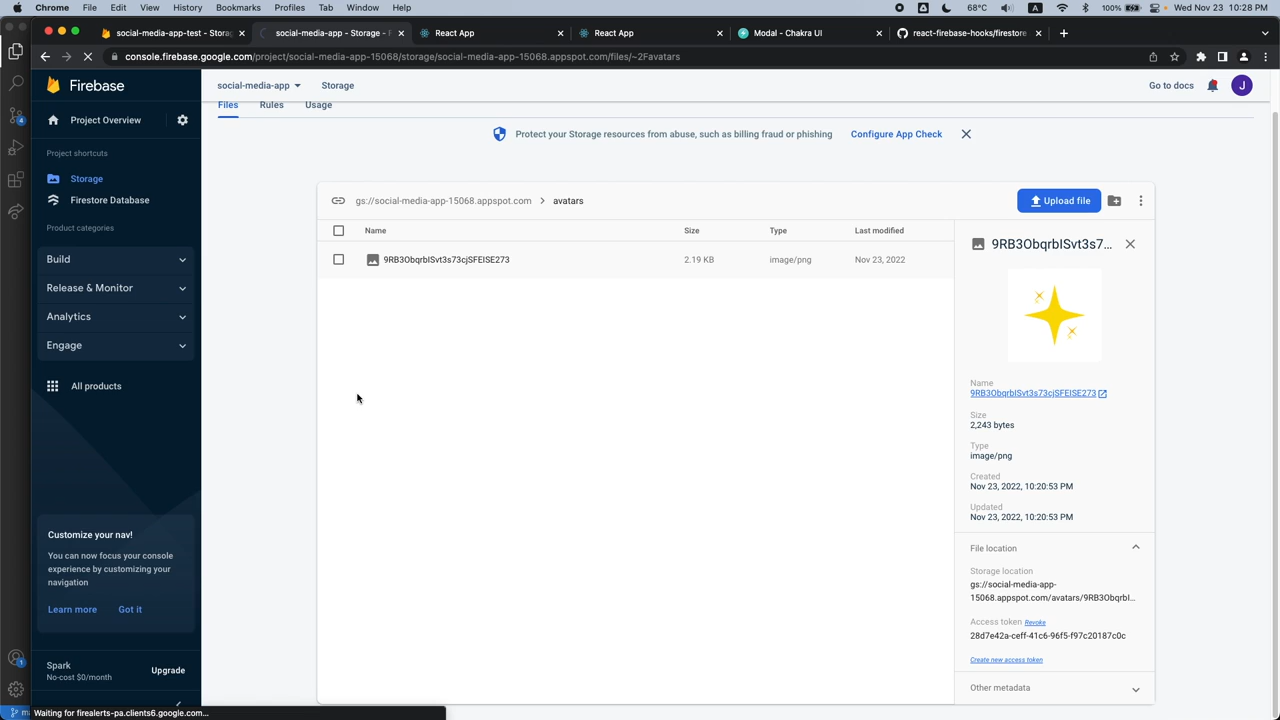 Chrome File Edit View History Bookmarks Profiles Tab Window Help 68°C A 100% Wed Nov 23 10:28 PM
social-media-app-test - Storag
social-media-app - Storage - F
React App
React App
Modal - Chakra UI
react-firebase-hooks/firestore
console.firebase.google.com/project/social-media-app-15068/storage/social-media-app-15068.appspot.com/files/~2Favatars
Firebase
social-media-app
Storage
Go to docs
J
Files
Rules
Usage
Project Overview
Protect your Storage resources from abuse, such as billing fraud or phishing
Configure App Check
Project shortcuts
Storage
Firestore Database
Product categories
Build
Release & Monitor
Analytics
Engage
All products
gs://social-media-app-15068.appspot.com > avatars
Upload file
Name
Size
Type
Last modified
9RB3ObqrblSvt3s73cjSFEISE273
2.19 KB
image/png
Nov 23, 2022
9RB3ObqrblSvt3s7...
Name
9RB3ObqrblSvt3s73cjSFEISE273
Size
2,243 bytes
Type
image/png
Created
Nov 23, 2022, 10:20:53 PM
Updated
Nov 23, 2022, 10:20:53 PM
File location
Storage location
gs://social-media-app-
15068.appspot.com/avatars/9RB3Obqrbl...
Access token Revoke
28d7e42a-ceff-41c6-96f5-f97c20187c0c
Create new access token
Other metadata
Customize your nav!
You can now focus your console
experience by customizing your
navigation
Learn more
Got it
Spark
No-cost $0/month
Upgrade
4
1
Waiting for firealerts-pa.clients6.google.com...